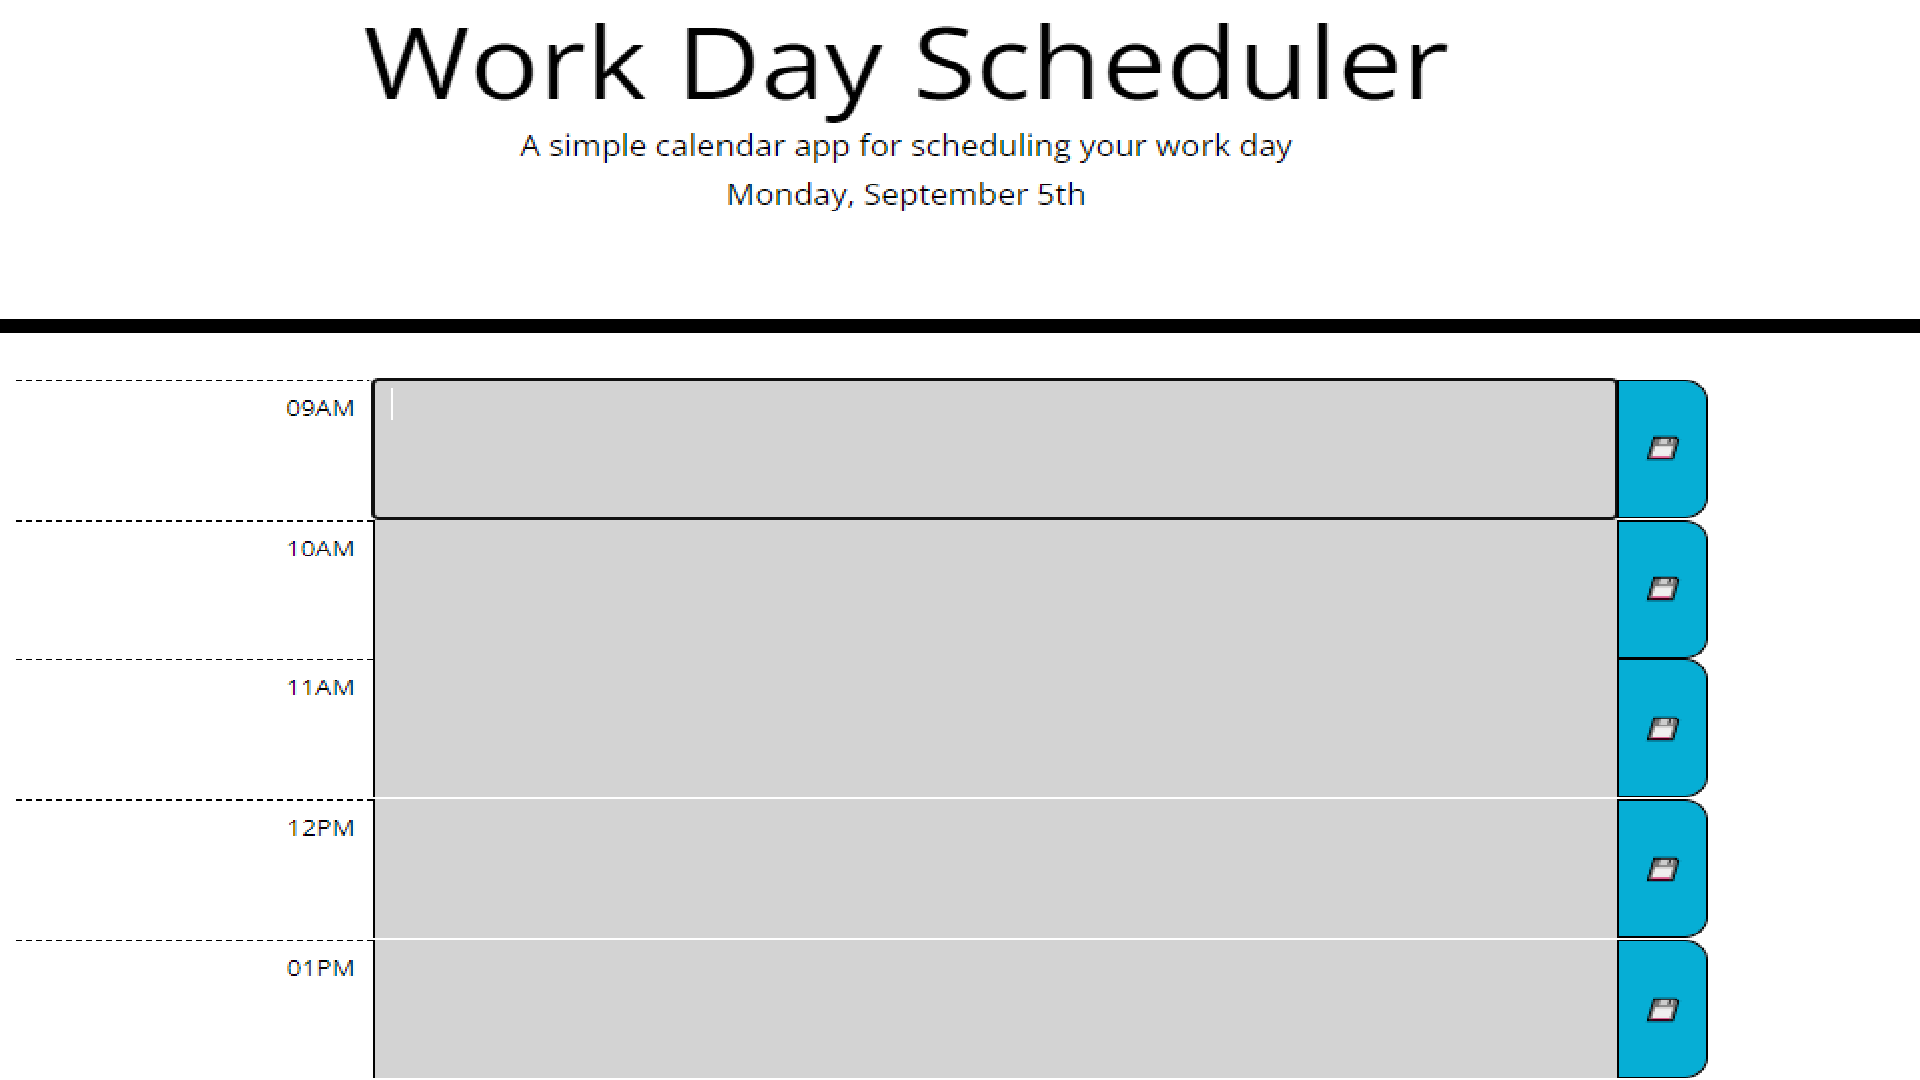 Work Day Scheduler
A simple calendar app for scheduling your work day
Monday, September 5th
09AM
10AM
11AM
12PM
01PM